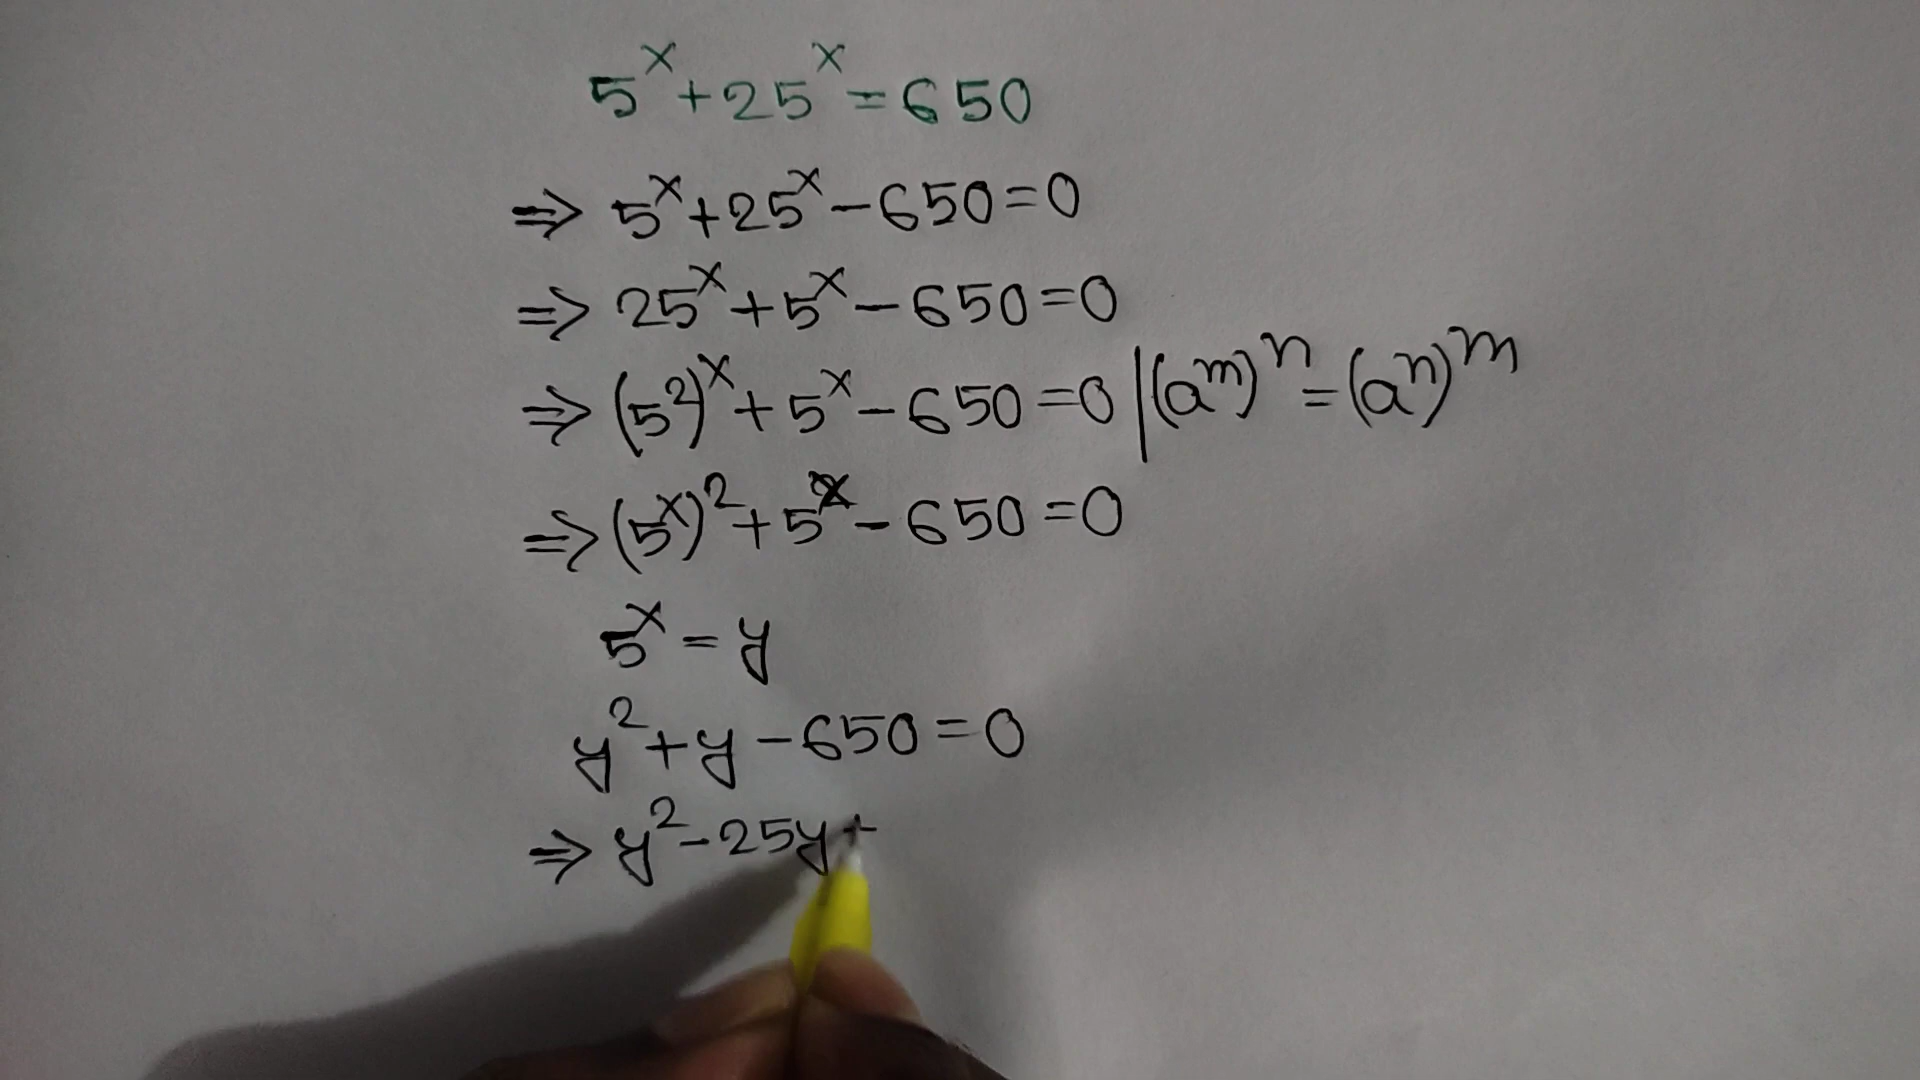 5^x+25^x=650
⇒ 5^x+25^x-650=0
⇒ 25^x+5^x-650=0
⇒ (5^2)^x+5^x-650=0 | (a^m)^n=(a^n)^m
⇒ (5^x)^2+5^x-650=0
5^x=y
y^2+y-650=0
⇒ y^2-25y+